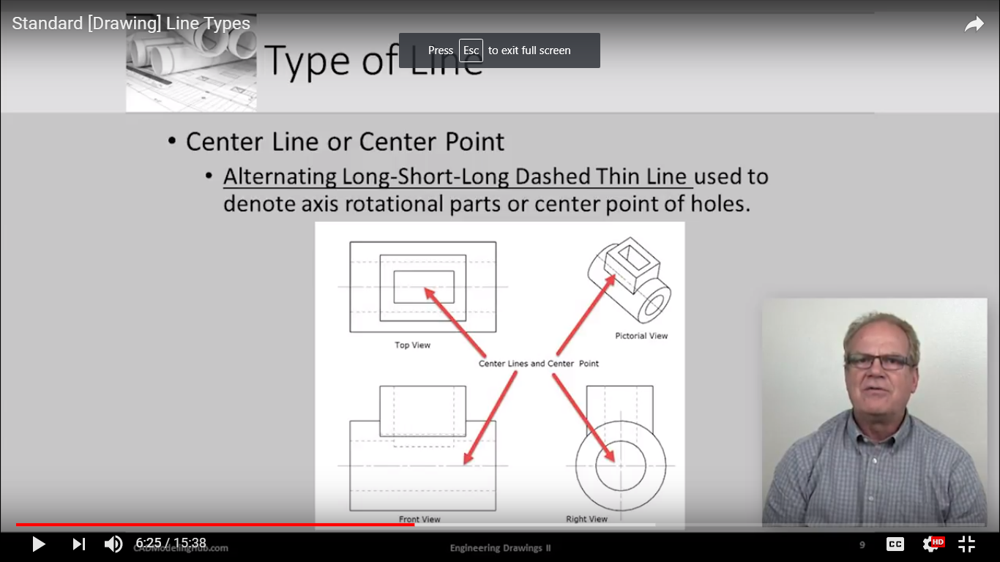 Standard [Drawing] Line Types
Press Esc to exit full screen
Type of Line
• Center Line or Center Point
• Alternating Long-Short-Long Dashed Thin Line used to
denote axis rotational parts or center point of holes.
Top View
Pictorial View
Center Lines and Center Point
Front View
Right View
6:25 / 15:38
CADModelingHub.com
Engineering Drawings II
9
CC
HD